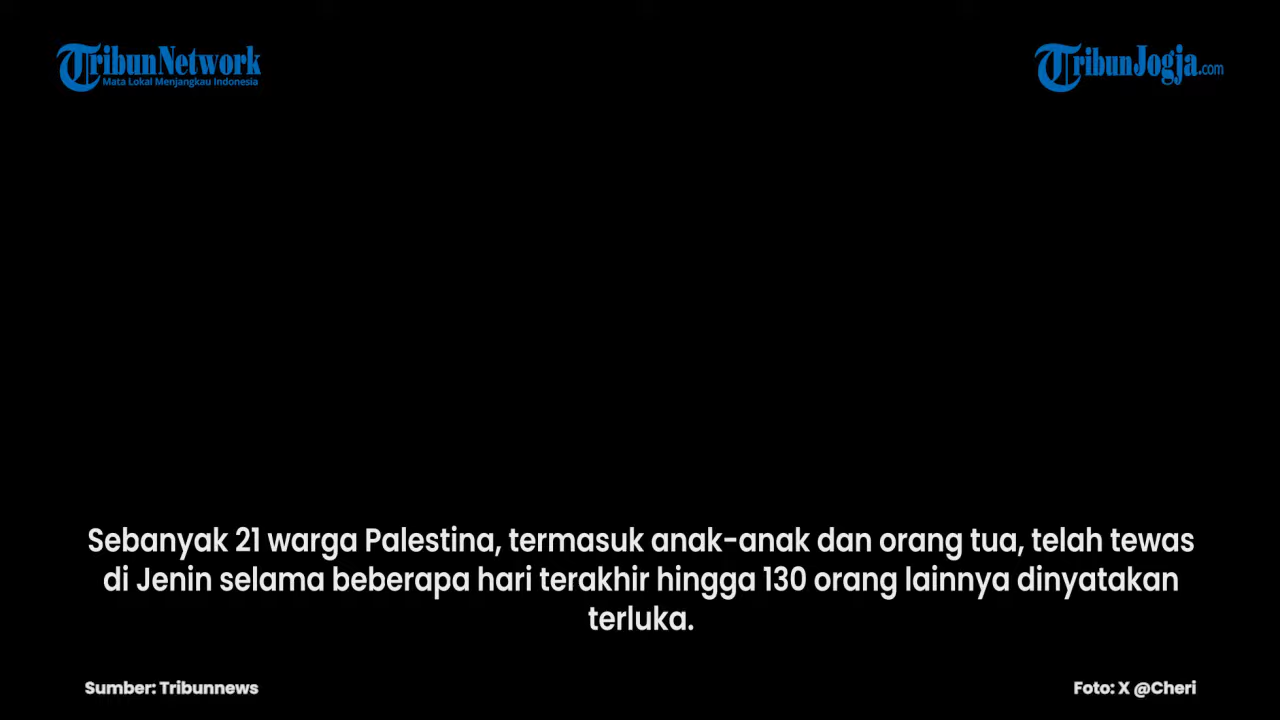 TribunNetwork
Mata Lokal Menjangkau Indonesia
TribunJogja.com
Sebanyak 21 warga Palestina, termasuk anak-anak dan orang tua, telah tewas
di Jenin selama beberapa hari terakhir hingga 130 orang lainnya dinyatakan
terluka.
Sumber: Tribunnews
Foto: X @Cheri